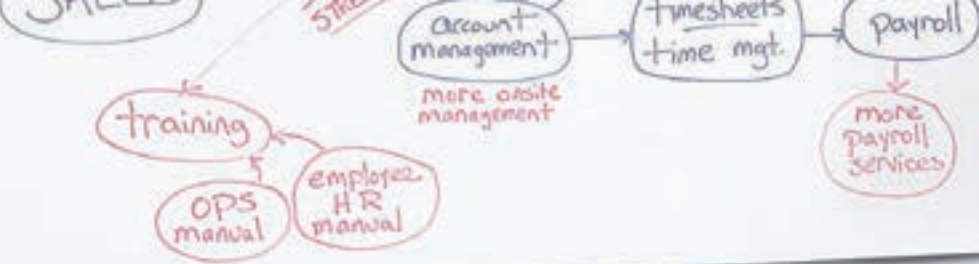 account
management
more onsite
management
timesheets
time mgt.
payroll
more
payroll
services
training
OPS
manual
employee
HR
manual